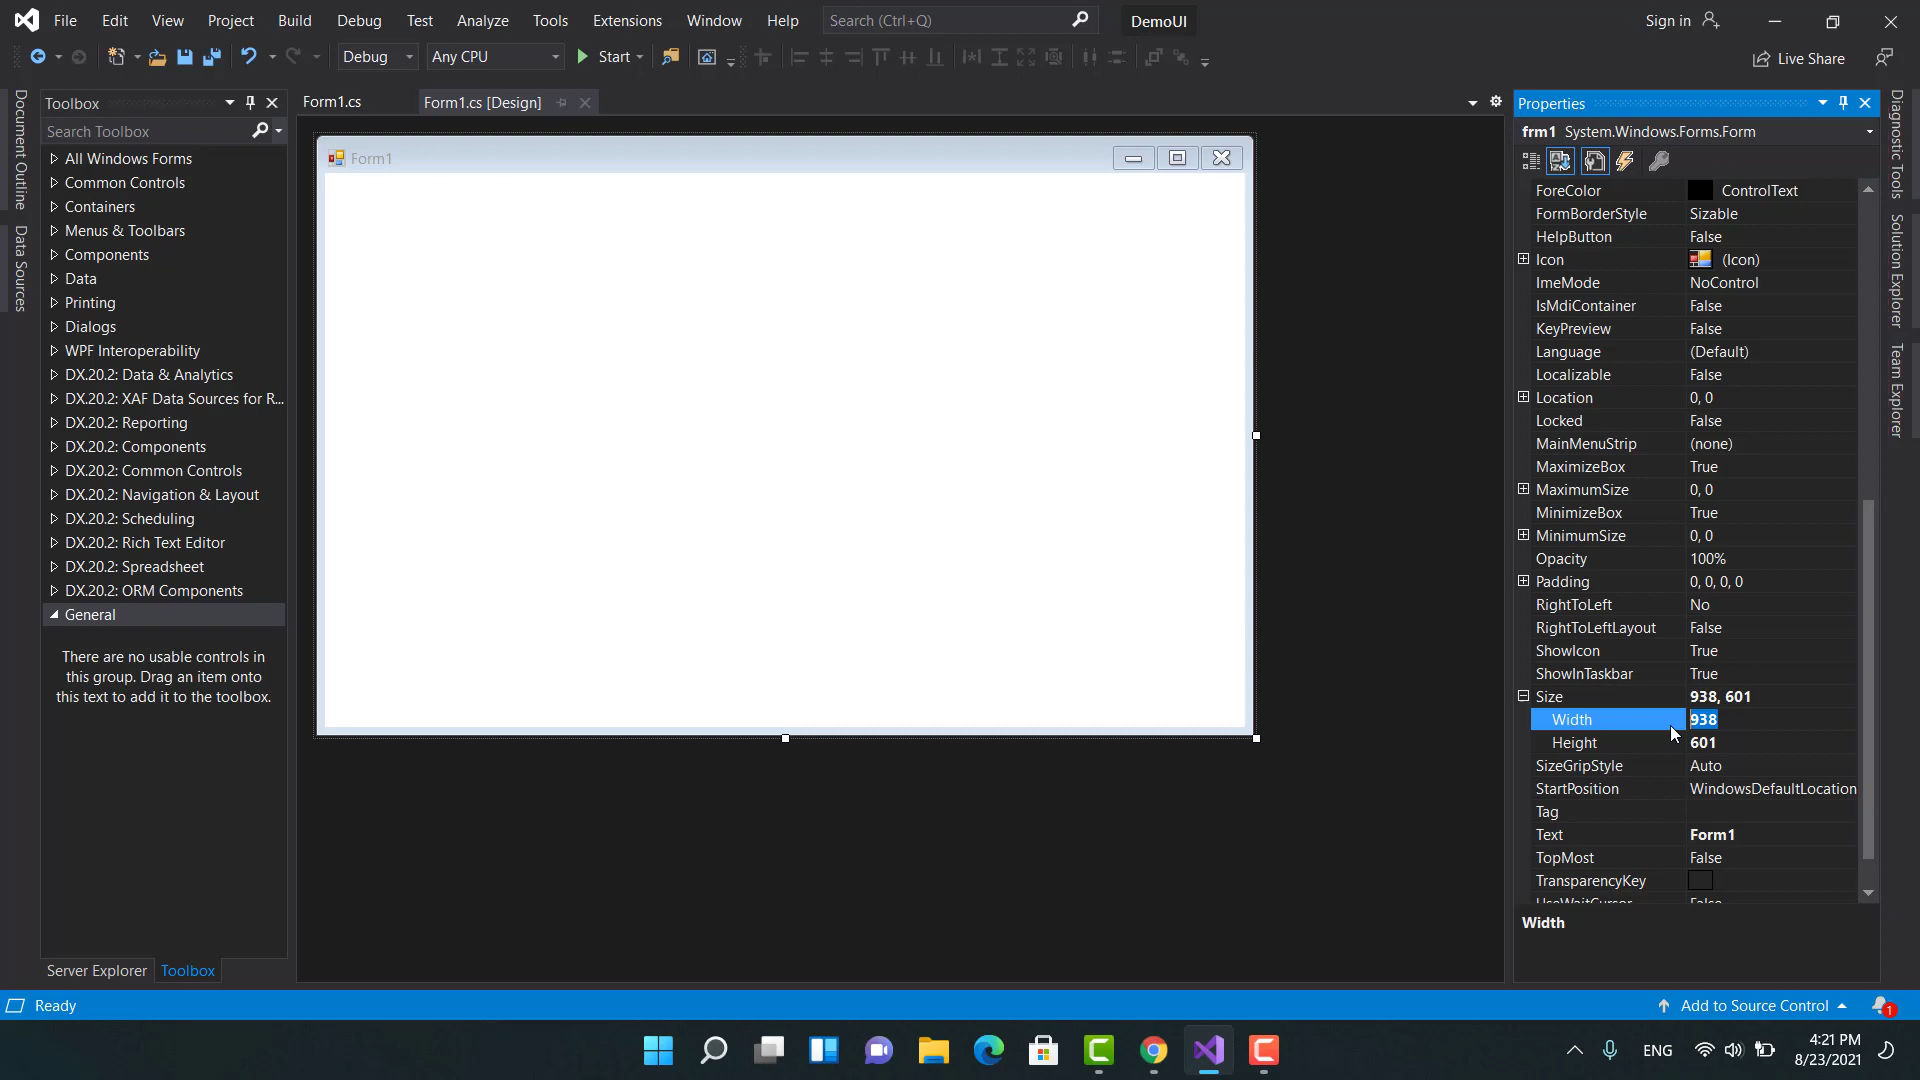 File Edit View Project Build Debug Test Analyze Tools Extensions Window Help Search (Ctrl+Q) DemoUI Sign in
Debug Any CPU Start Live Share
Document Outline
Data Sources
Toolbox
Search Toolbox
All Windows Forms
Common Controls
Containers
Menus & Toolbars
Components
Data
Printing
Dialogs
WPF Interoperability
DX.20.2: Data & Analytics
DX.20.2: XAF Data Sources for R...
DX.20.2: Reporting
DX.20.2: Components
DX.20.2: Common Controls
DX.20.2: Navigation & Layout
DX.20.2: Scheduling
DX.20.2: Rich Text Editor
DX.20.2: Spreadsheet
DX.20.2: ORM Components
General
There are no usable controls in
this group. Drag an item onto
this text to add it to the toolbox.
Server Explorer Toolbox
Form1.cs Form1.cs [Design]
Form1
Properties
frm1 System.Windows.Forms.Form
ForeColor ControlText
FormBorderStyle Sizable
HelpButton False
Icon (Icon)
ImeMode NoControl
IsMdiContainer False
KeyPreview False
Language (Default)
Localizable False
Location 0, 0
Locked False
MainMenuStrip (none)
MaximizeBox True
MaximumSize 0, 0
MinimizeBox True
MinimumSize 0, 0
Opacity 100%
Padding 0, 0, 0, 0
RightToLeft No
RightToLeftLayout False
ShowIcon True
ShowInTaskbar True
Size 938, 601
Width 938
Height 601
SizeGripStyle Auto
StartPosition WindowsDefaultLocation
Tag
Text Form1
TopMost False
TransparencyKey
UseWaitCursor False
Width
Diagnostic Tools
Solution Explorer
Team Explorer
Ready Add to Source Control 1
ENG 4:21 PM
8/23/2021